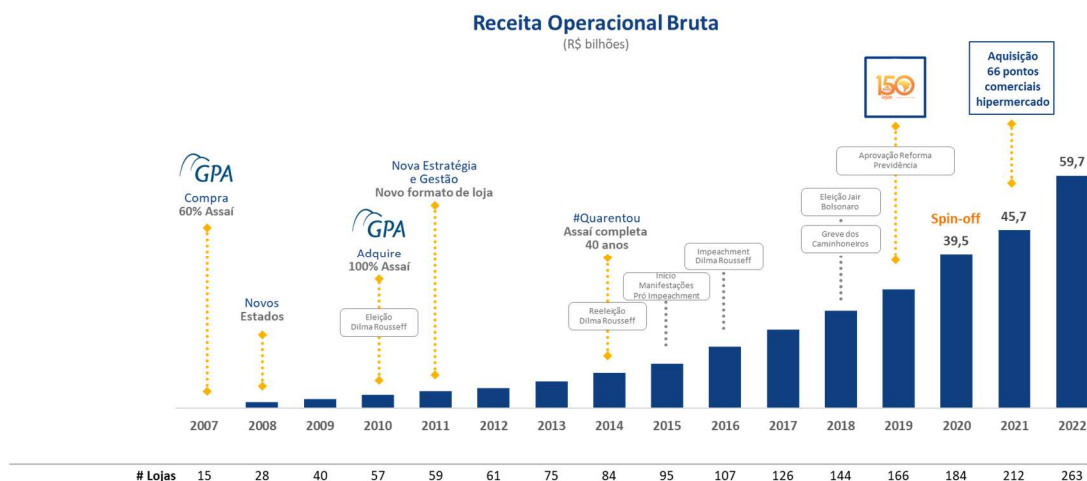 Receita Operacional Bruta
(R$ bilhões)
150
Aquisição
66 pontos
comerciais
hipermercado
GPA
Compra
60% Assaí
Novos
Estados
GPA
Adquire
100% Assaí
Eleição
Dilma Rousseff
Nova Estratégia
e Gestão
Novo formato de loja
#Quarentou
Assaí completa
40 anos
Reeleição
Dilma Rousseff
Início
Manifestações
Pró Impeachment
Impeachment
Dilma Rousseff
Eleição Jair
Bolsonaro
Greve dos
Caminhoneiros
Aprovação Reforma
Previdência
Spin-off
39,5
45,7
59,7
2007 2008 2009 2010 2011 2012 2013 2014 2015 2016 2017 2018 2019 2020 2021 2022
# Lojas 15 28 40 57 59 61 75 84 95 107 126 144 166 184 212 263